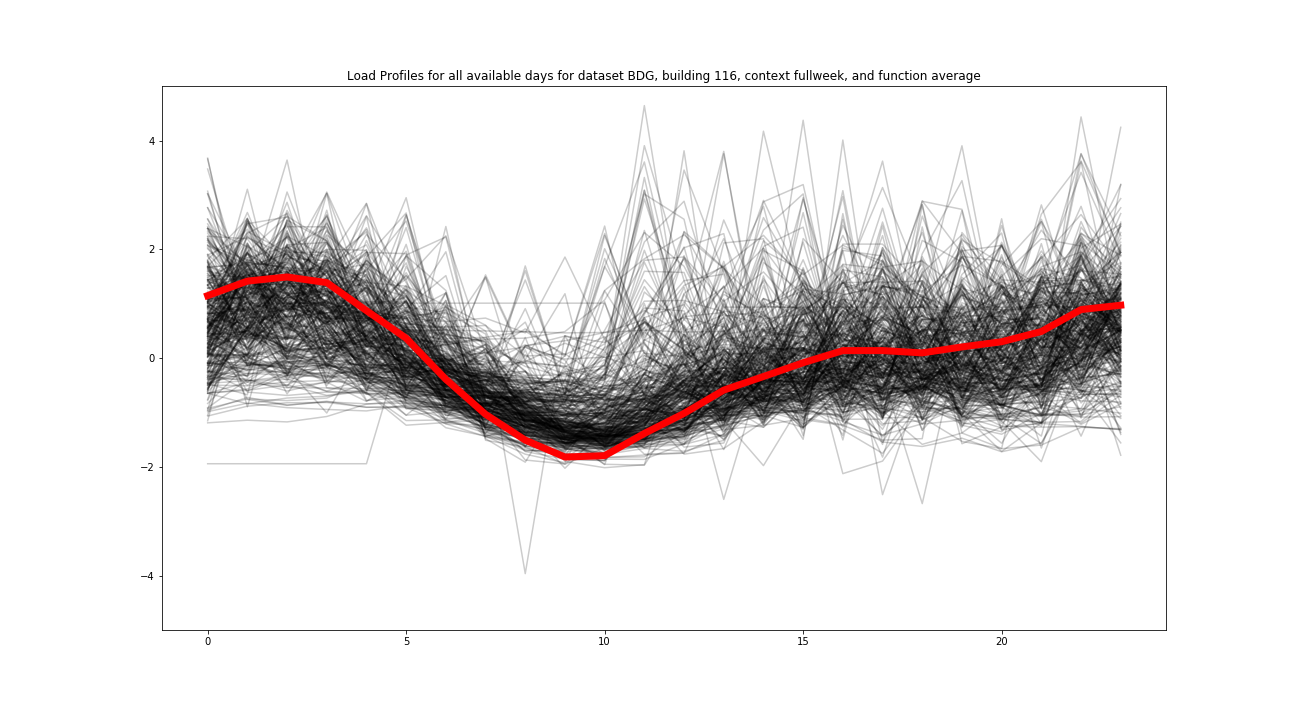 Load Profiles for all available days for dataset BDG, building 116, context fullweek, and function average
4
2
0
−2
−4
0 5 10 15 20